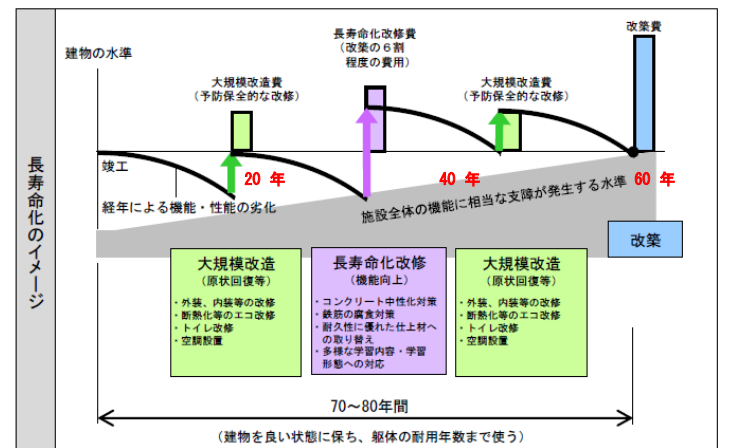 長寿命化のイメージ
建物の水準
大規模改造費
(予防保全的な改修)
長寿命化改修費
(改築の6割
程度の費用)
大規模改造費
(予防保全的な改修)
改築費
竣工
20 年
40 年
60 年
経年による機能・性能の劣化
施設全体の機能に相当な支障が発生する水準
改築
大規模改造
(原状回復等)
・外装、内装等の改修
・断熱化等のエコ改修
・トイレ改修
・空調設置
長寿命化改修
(機能向上)
・コンクリート中性化対策
・鉄筋の腐食対策
・耐久性に優れた仕上材へ
の取り替え
・多様な学習内容・学習
形態への対応
大規模改造
(原状回復等)
・外装、内装等の改修
・断熱化等のエコ改修
・トイレ改修
・空調設置
70~80年間
(建物を良い状態に保ち、躯体の耐用年数まで使う)